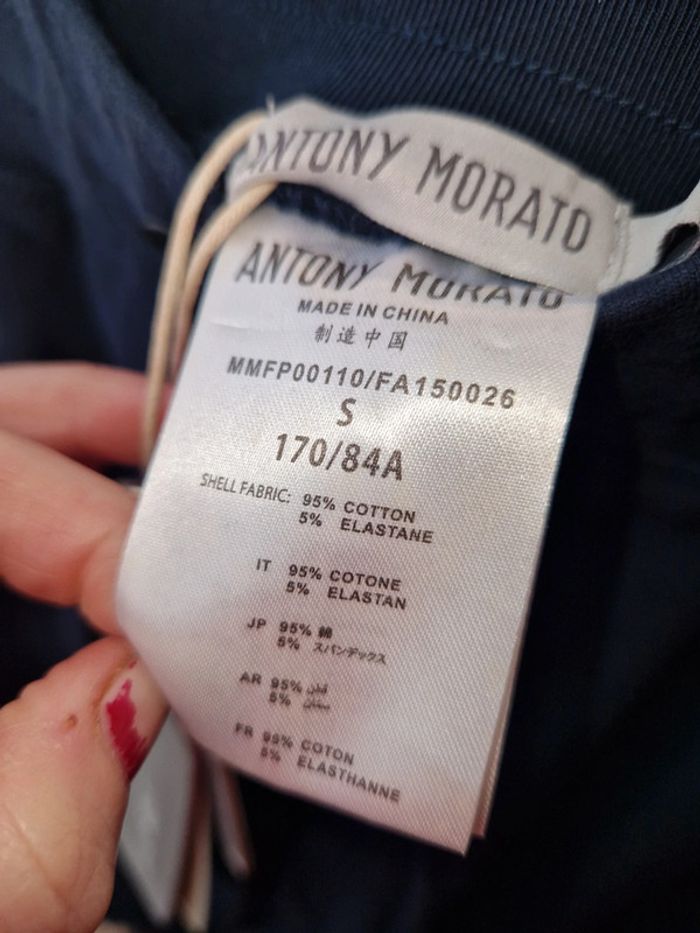 ANTONY MORATO
ANTONY MORATO
MADE IN CHINA
制造中国
MMFP00110/FA150026
S
170/84A
SHELL FABRIC: 95% COTTON
5% ELASTANE
IT 95% COTONE
5% ELASTAN
JP 95% 綿
5% スパンデックス
AR 95% قطن
5%
FR 95% COTON
5% ELASTHANNE